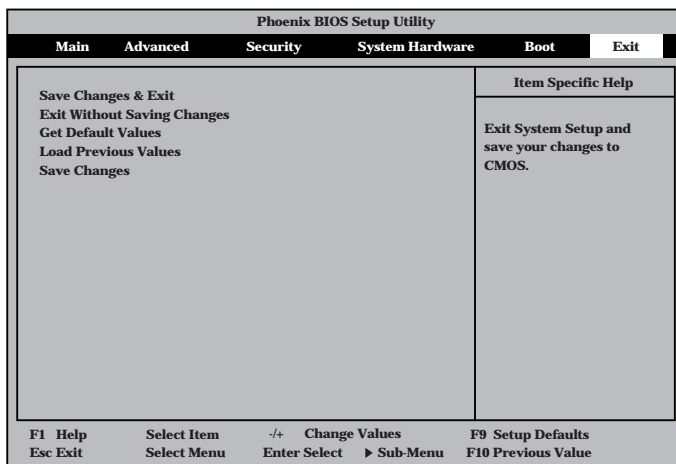 Phoenix BIOS Setup Utility
Main Advanced Security System Hardware Boot Exit
Save Changes & Exit
Exit Without Saving Changes
Get Default Values
Load Previous Values
Save Changes
Item Specific Help
Exit System Setup and
save your changes to
CMOS.
F1 Help Select Item -/+ Change Values F9 Setup Defaults
Esc Exit Select Menu Enter Select ▶ Sub-Menu F10 Previous Value